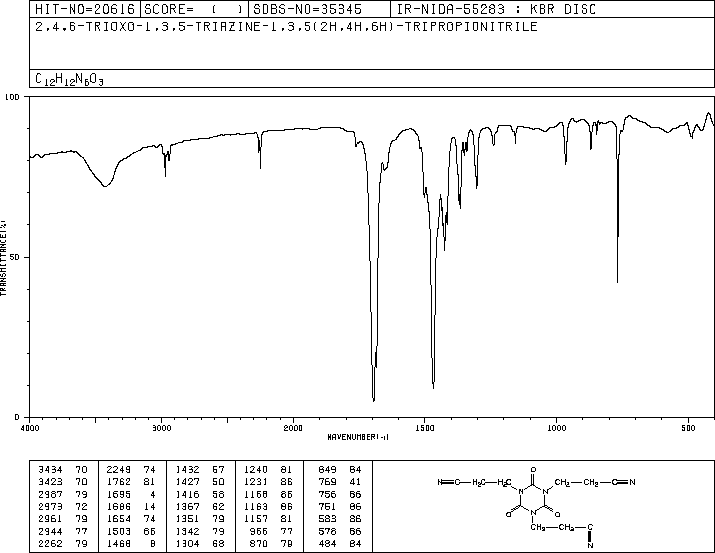 HIT-NO=20616 SCORE= ( ) SDBS-NO=35345 IR-NIDA-55283 : KBR DISC
2,4,6-TRIOXO-1,3,5-TRIAZINE-1,3,5(2H,4H,6H)-TRIPROPIONITRILE
C12H12N6O3
100
50
0
TRANSMITTANCE(%)
4000 3000 2000 1500 1000 500
WAVENUMBER(-1)
3434 70 2249 74 1432 57 1240 81 849 84
3423 70 1762 81 1427 50 1231 86 769 41
2987 79 1695 4 1416 58 1168 86 756 86
2973 72 1686 14 1367 62 1163 86 751 86
2961 79 1654 74 1351 79 1157 81 583 86
2944 77 1503 66 1342 79 966 77 578 86
2262 79 1468 8 1304 68 870 79 484 84
N C CH2 CH2 N N CH2 CH2 C N
O
O O
N
CH2 CH2 C
N